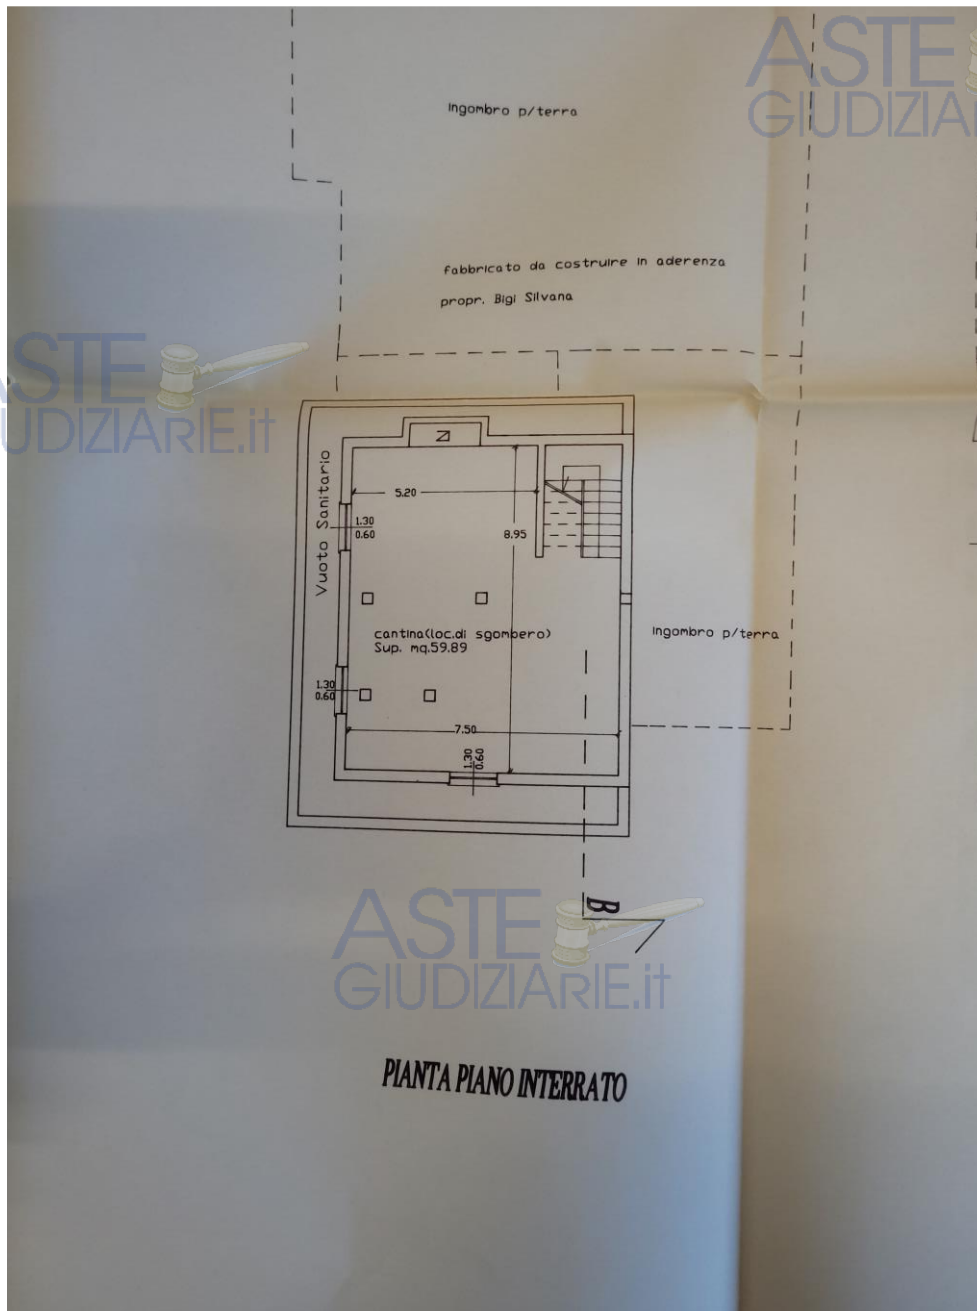 ASTE
GIUDIZIA
Ingombro p/terra
fabbricato da costruire in aderenza
propr. Bigi Silvana
STE
UDIZIARIE.it
Vuoto Sanitario
5.20
1.30
0.60
8.95
cantina(loc.di sgombero)
Sup. mq.59.89
Ingombro p/terra
1.30
0.60
7.50
1.30
0.60
B
ASTE
GIUDIZIARIE.it
PIANTA PIANO INTERRATO